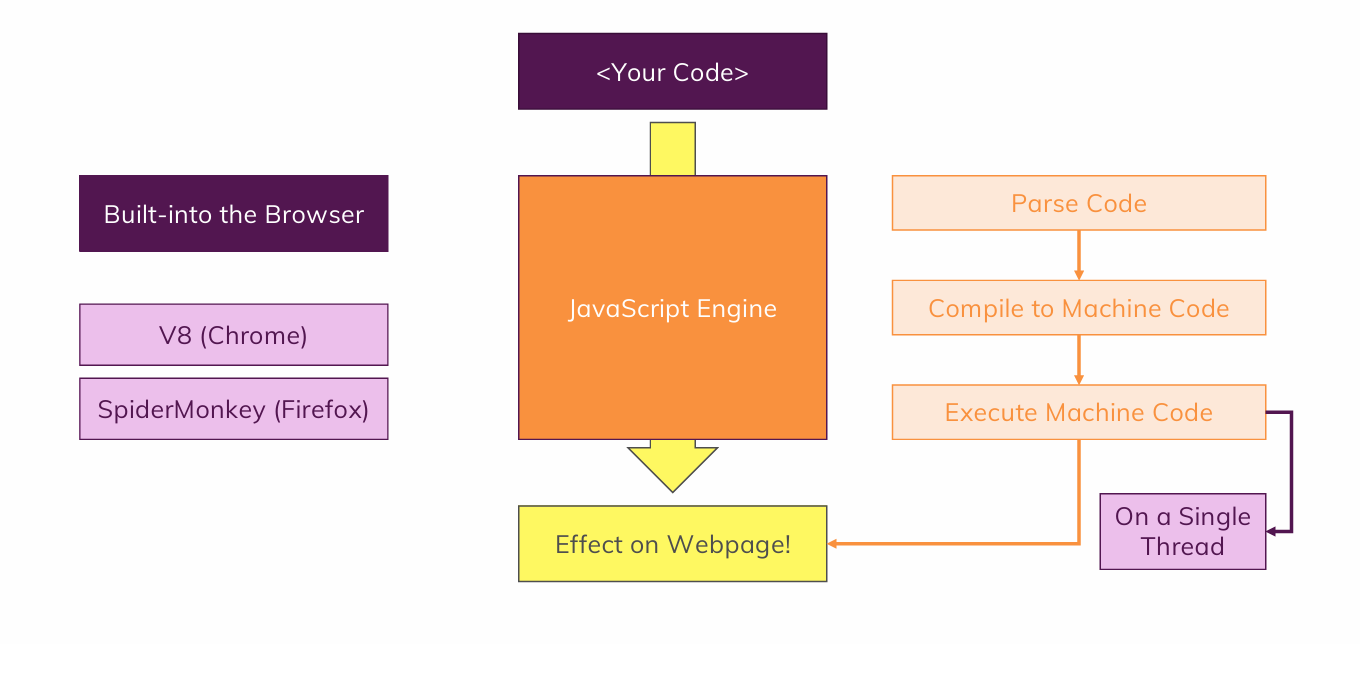 <Your Code>
Built-into the Browser
V8 (Chrome)
SpiderMonkey (Firefox)
JavaScript Engine
Effect on Webpage!
Parse Code
Compile to Machine Code
Execute Machine Code
On a Single
Thread